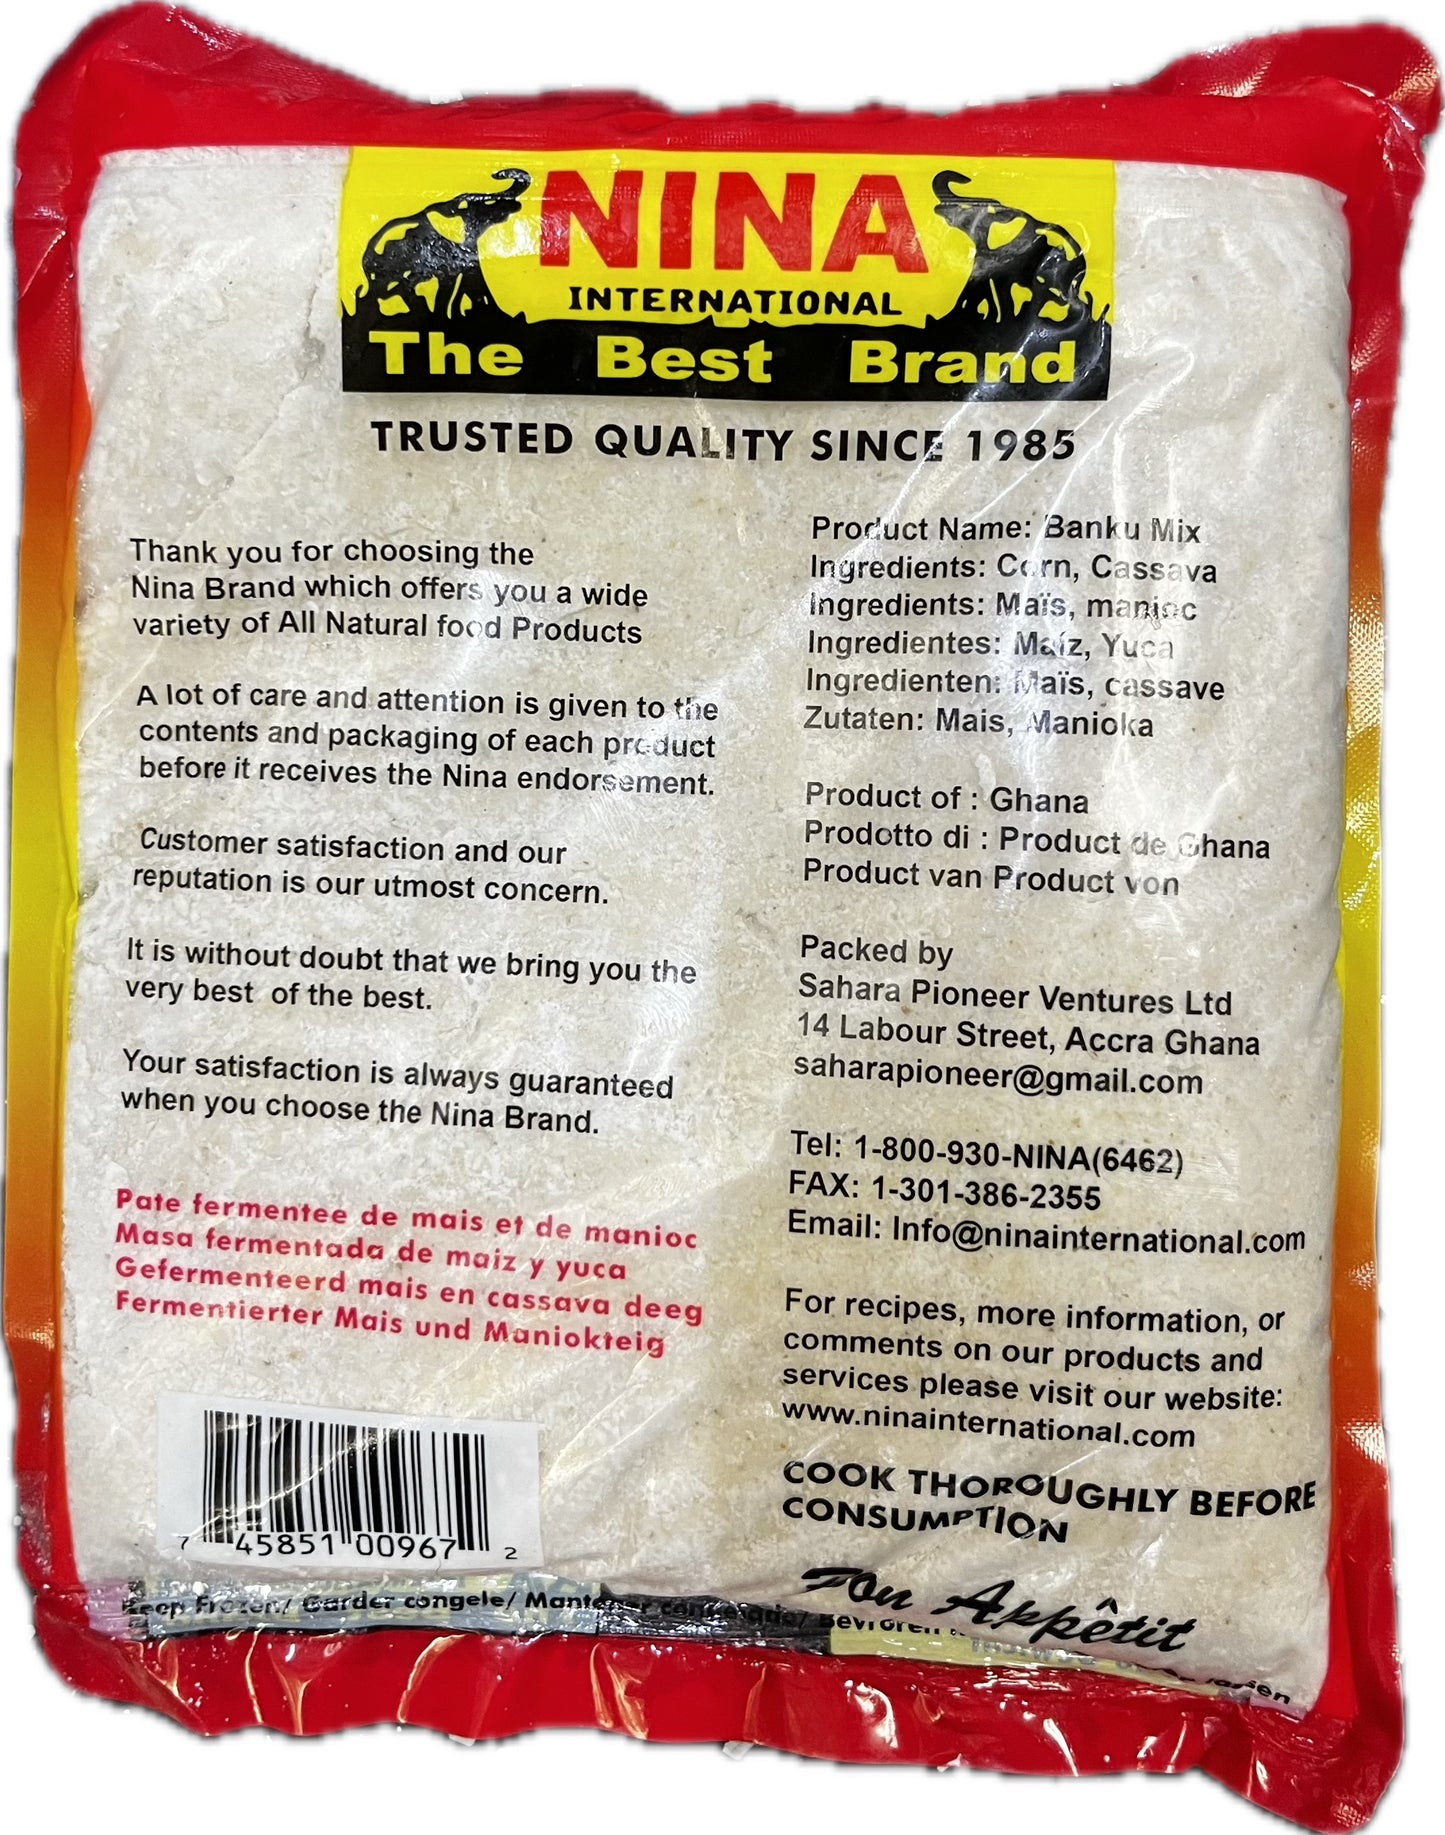 NINA
INTERNATIONAL
The Best Brand
TRUSTED QUALITY SINCE 1985
Thank you for choosing the
Nina Brand which offers you a wide
variety of All Natural food Products
A lot of care and attention is given to the
contents and packaging of each product
before it receives the Nina endorsement.
Customer satisfaction and our
reputation is our utmost concern.
It is without doubt that we bring you the
very best of the best.
Your satisfaction is always guaranteed
when you choose the Nina Brand.
Pate fermentee de mais et de manioc
Masa fermentada de maiz y yuca
Gefermenteerd mais en cassava deeg
Fermentierter Mais und Maniokteig
7 45851 00967 2
Product Name: Banku Mix
Ingredients: Corn, Cassava
Ingredients: Maïs, manioc
Ingredientes: Maíz, Yuca
Ingredienten: Maïs, cassave
Zutaten: Mais, Manioka
Product of : Ghana
Prodotto di : Product de Ghana
Product van Product von
Packed by
Sahara Pioneer Ventures Ltd
14 Labour Street, Accra Ghana
saharapioneer@gmail.com
Tel: 1-800-930-NINA(6462)
FAX: 1-301-386-2355
Email: Info@ninainternational.com
For recipes, more information, or
comments on our products and
services please visit our website:
www.ninainternational.com
COOK THOROUGHLY BEFORE
CONSUMPTION
Appêtit
Keep Frozen/ Garder congele/